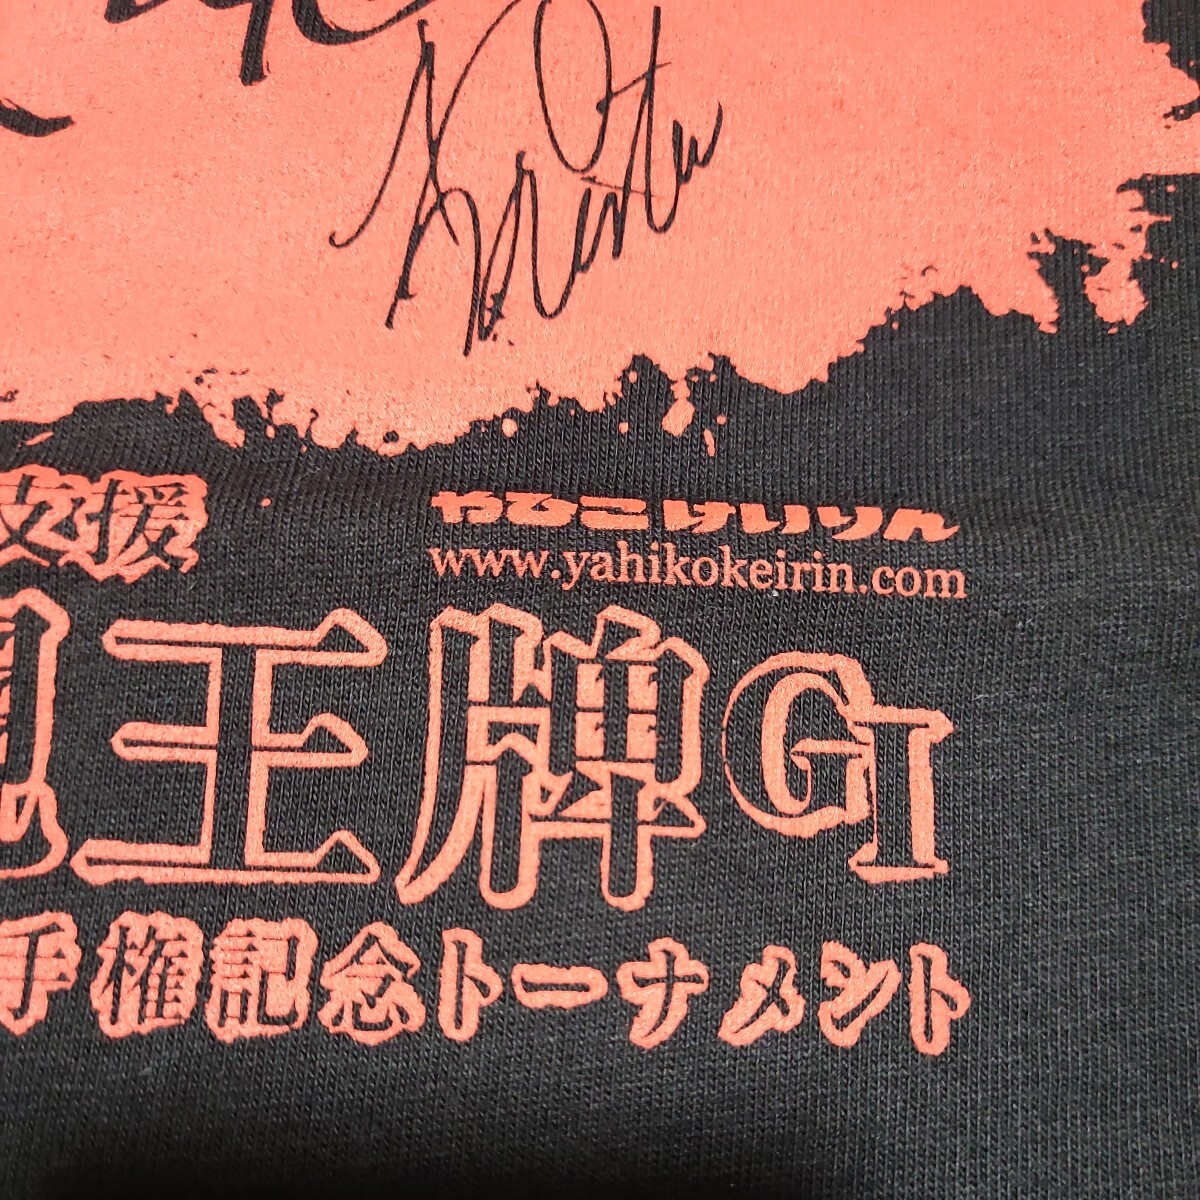 支援
やひこ けいりん
www.yahikokeirin.com
王牌GI
手権記念トーナメント